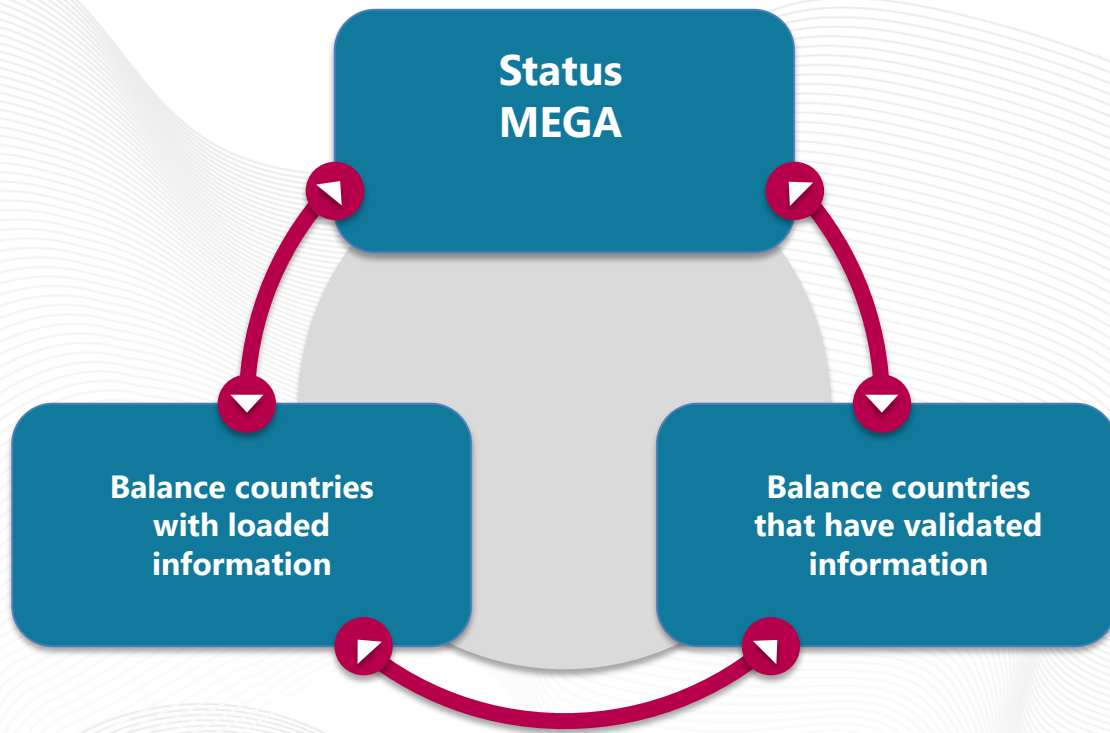 Status
MEGA
Balance countries
with loaded
information
Balance countries
that have validated
information